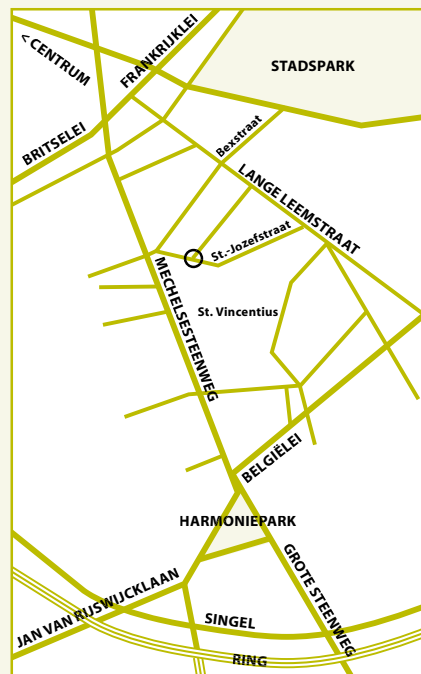 < CENTRUM
FRANKRIJKLEI
STADSPARK
BRITSELEI
Bexstraat
LANGE LEEMSTRAAT
St.-Jozefstraat
MECHELSESTEENWEG
St. Vincentius
BELGIËLEI
HARMONIEPARK
GROTE STEENWEG
JAN VAN RIJSWIJCKLAAN
SINGEL
RING